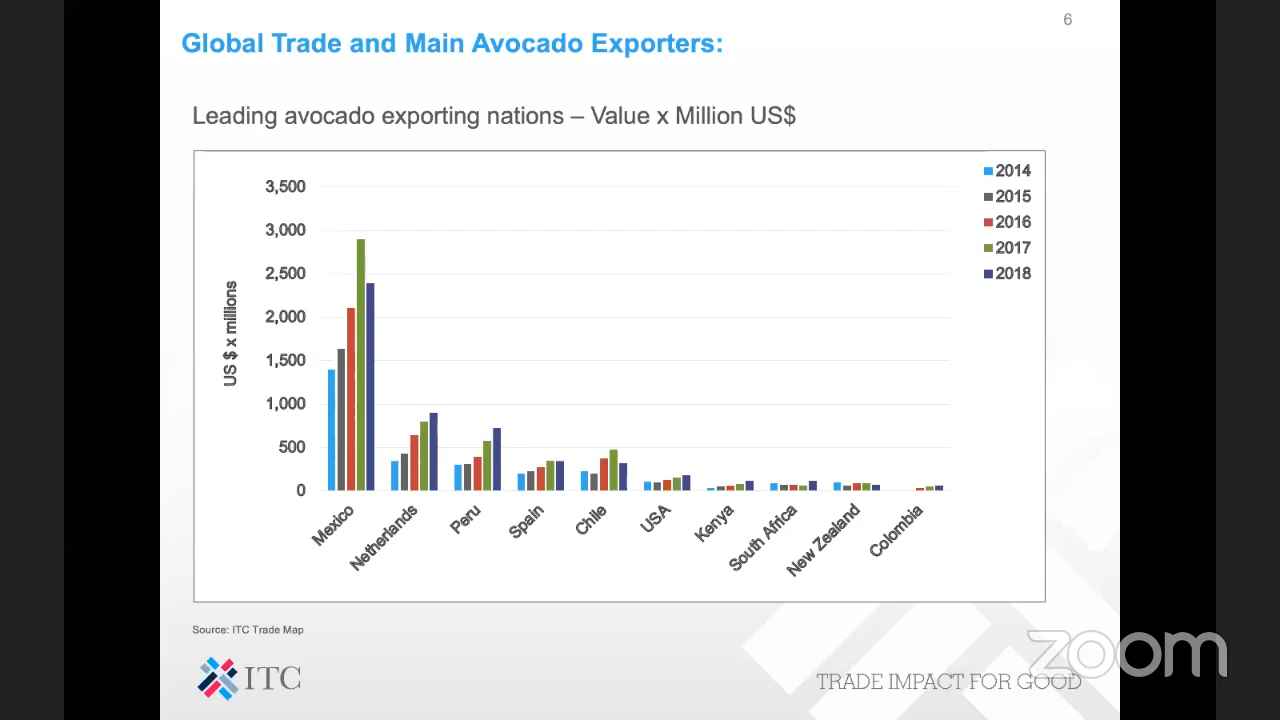 6
Global Trade and Main Avocado Exporters:
Leading avocado exporting nations – Value x Million US$
2014
2015
2016
2017
2018
3,500
3,000
2,500
2,000
1,500
1,000
500
0
US $ x millions
Mexico
Netherlands
Peru
Spain
Chile
USA
Kenya
South Africa
New Zealand
Colombia
Source: ITC Trade Map
ITC
TRADE IMPACT FOR GOOD
zoom